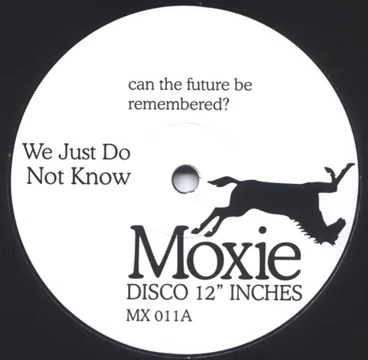 can the future be
remembered?
We Just Do
Not Know
Moxie
DISCO 12” INCHES
MX 011A